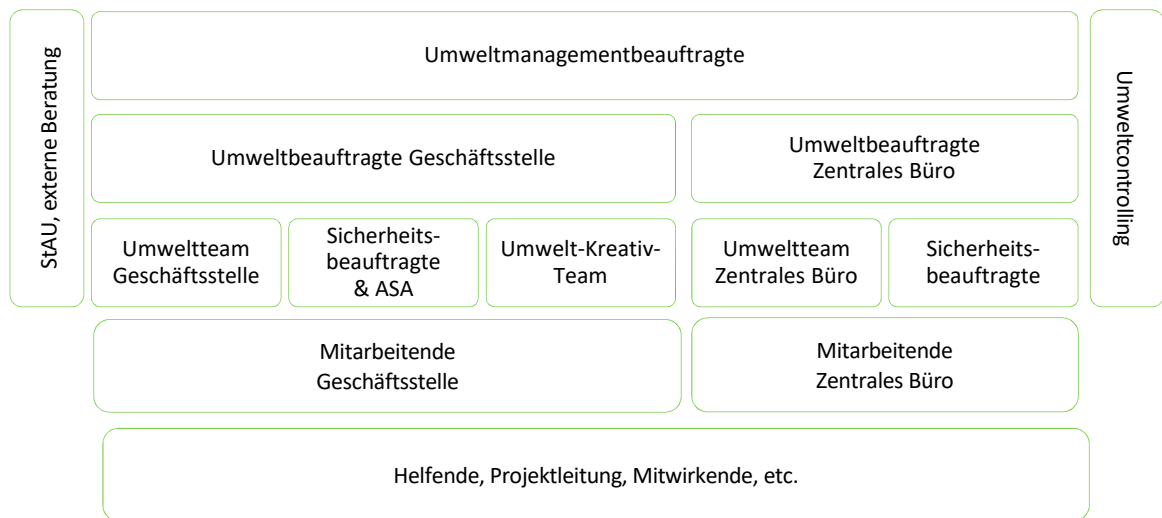 StAU, externe Beratung
Umweltmanagementbeauftragte
Umweltcontrolling
Umweltbeauftragte Geschäftsstelle
Umweltbeauftragte
Zentrales Büro
Umweltteam
Geschäftsstelle
Sicherheits-
beauftragte
& ASA
Umwelt-Kreativ-
Team
Umweltteam
Zentrales Büro
Sicherheits-
beauftragte
Mitarbeitende
Geschäftsstelle
Mitarbeitende
Zentrales Büro
Helfende, Projektleitung, Mitwirkende, etc.